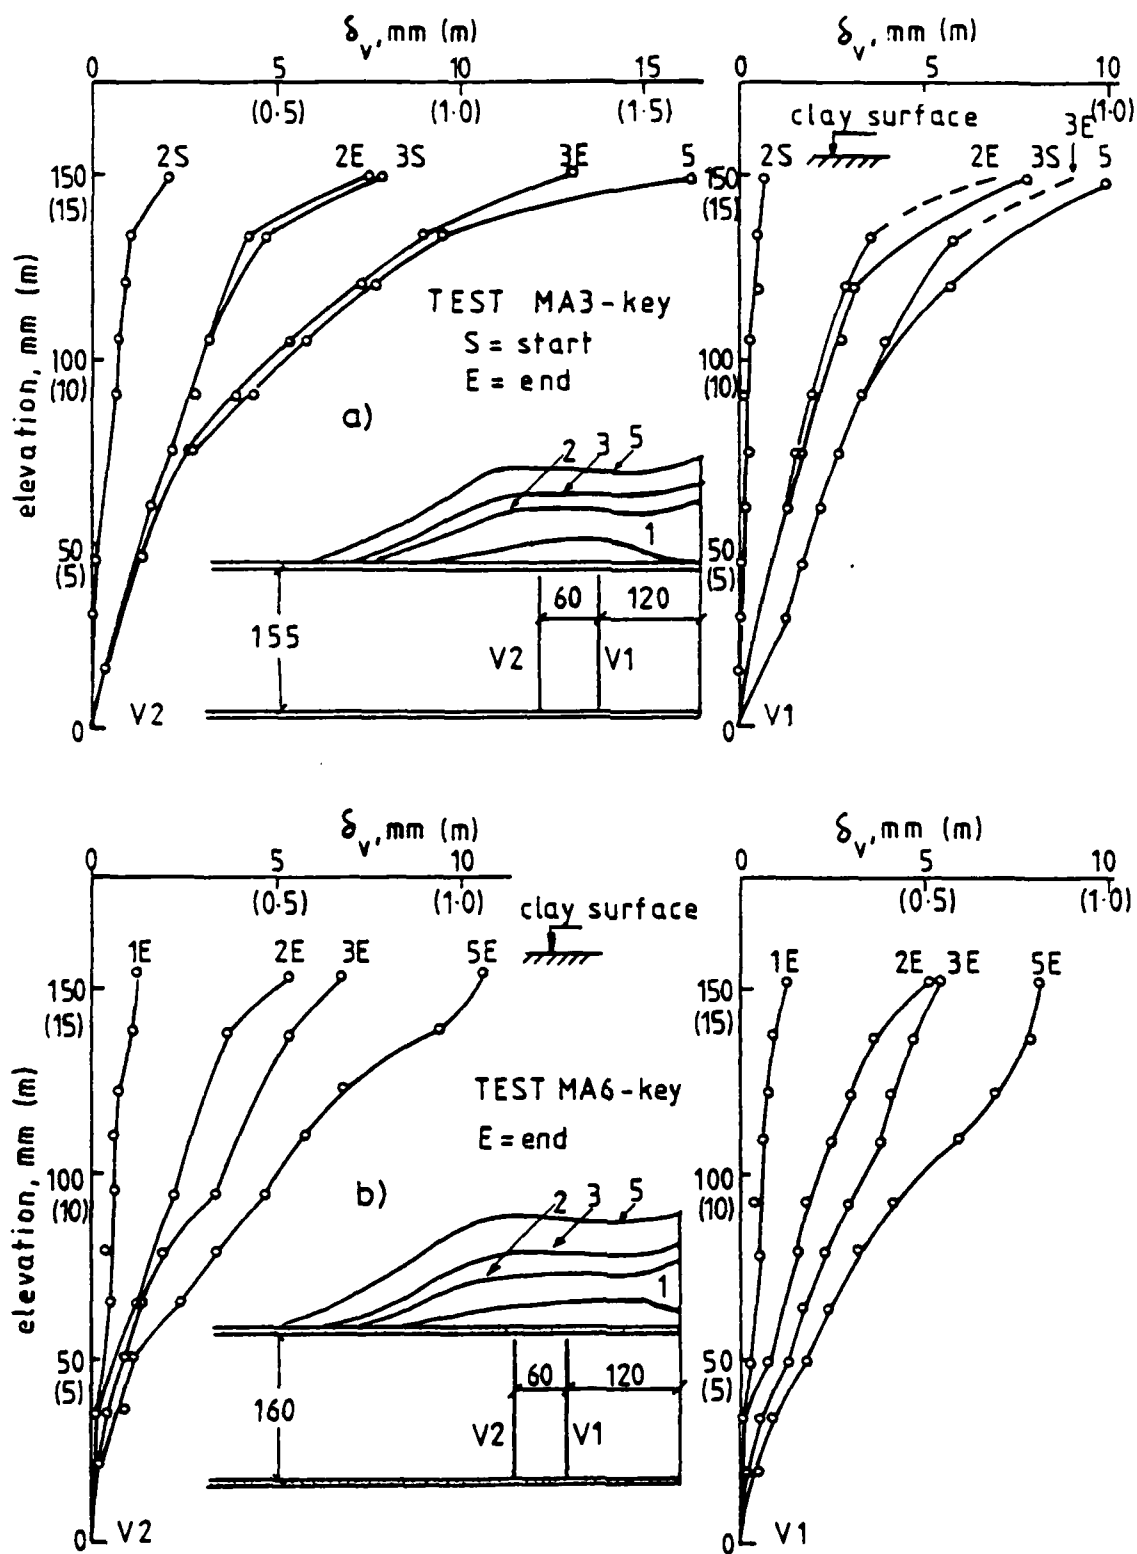 δv, mm (m)
0 5 10 15
(0·5) (1·0) (1·5)
2S 2E 3S 3E 5
150
(15)
100
(10)
50
(5)
0
elevation, mm (m)
TEST MA3-key
S = start
E = end
a)
2 3 5
1
155
60 120
V2 V1
V2
δv, mm (m)
0 5 10
(1·0)
clay surface
2S 2E 3S 3E 5
150
(15)
100
(10)
50
(5)
0
V1
δv, mm (m)
0 5 10
(0·5) (1·0)
clay surface
1E 2E 3E 5E
150
(15)
100
(10)
50
(5)
0
elevation, mm (m)
TEST MA6-key
E = end
b)
2 3 5
1
160
60 120
V2 V1
V2
δv, mm (m)
0 5 10
(0·5) (1·0)
1E 2E 3E 5E
150
(15)
100
(10)
50
(5)
0
V1